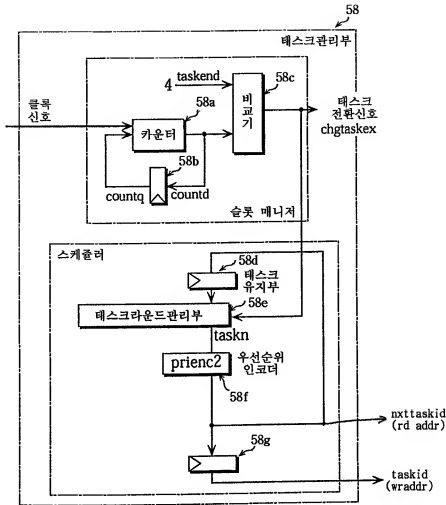 58
태스크관리부
taskend
4
58c
비교기
클록
신호
58a
카운터
태스크
전환신호
chgtaskex
58b
countq
countd
슬롯 매니저
스케쥴러
58d
태스크
유지부
58e
태스크라운드관리부
taskn
prienc2
우선순위
인코더
58f
nxttaskid
(rd addr)
58g
taskid
(wraddr)